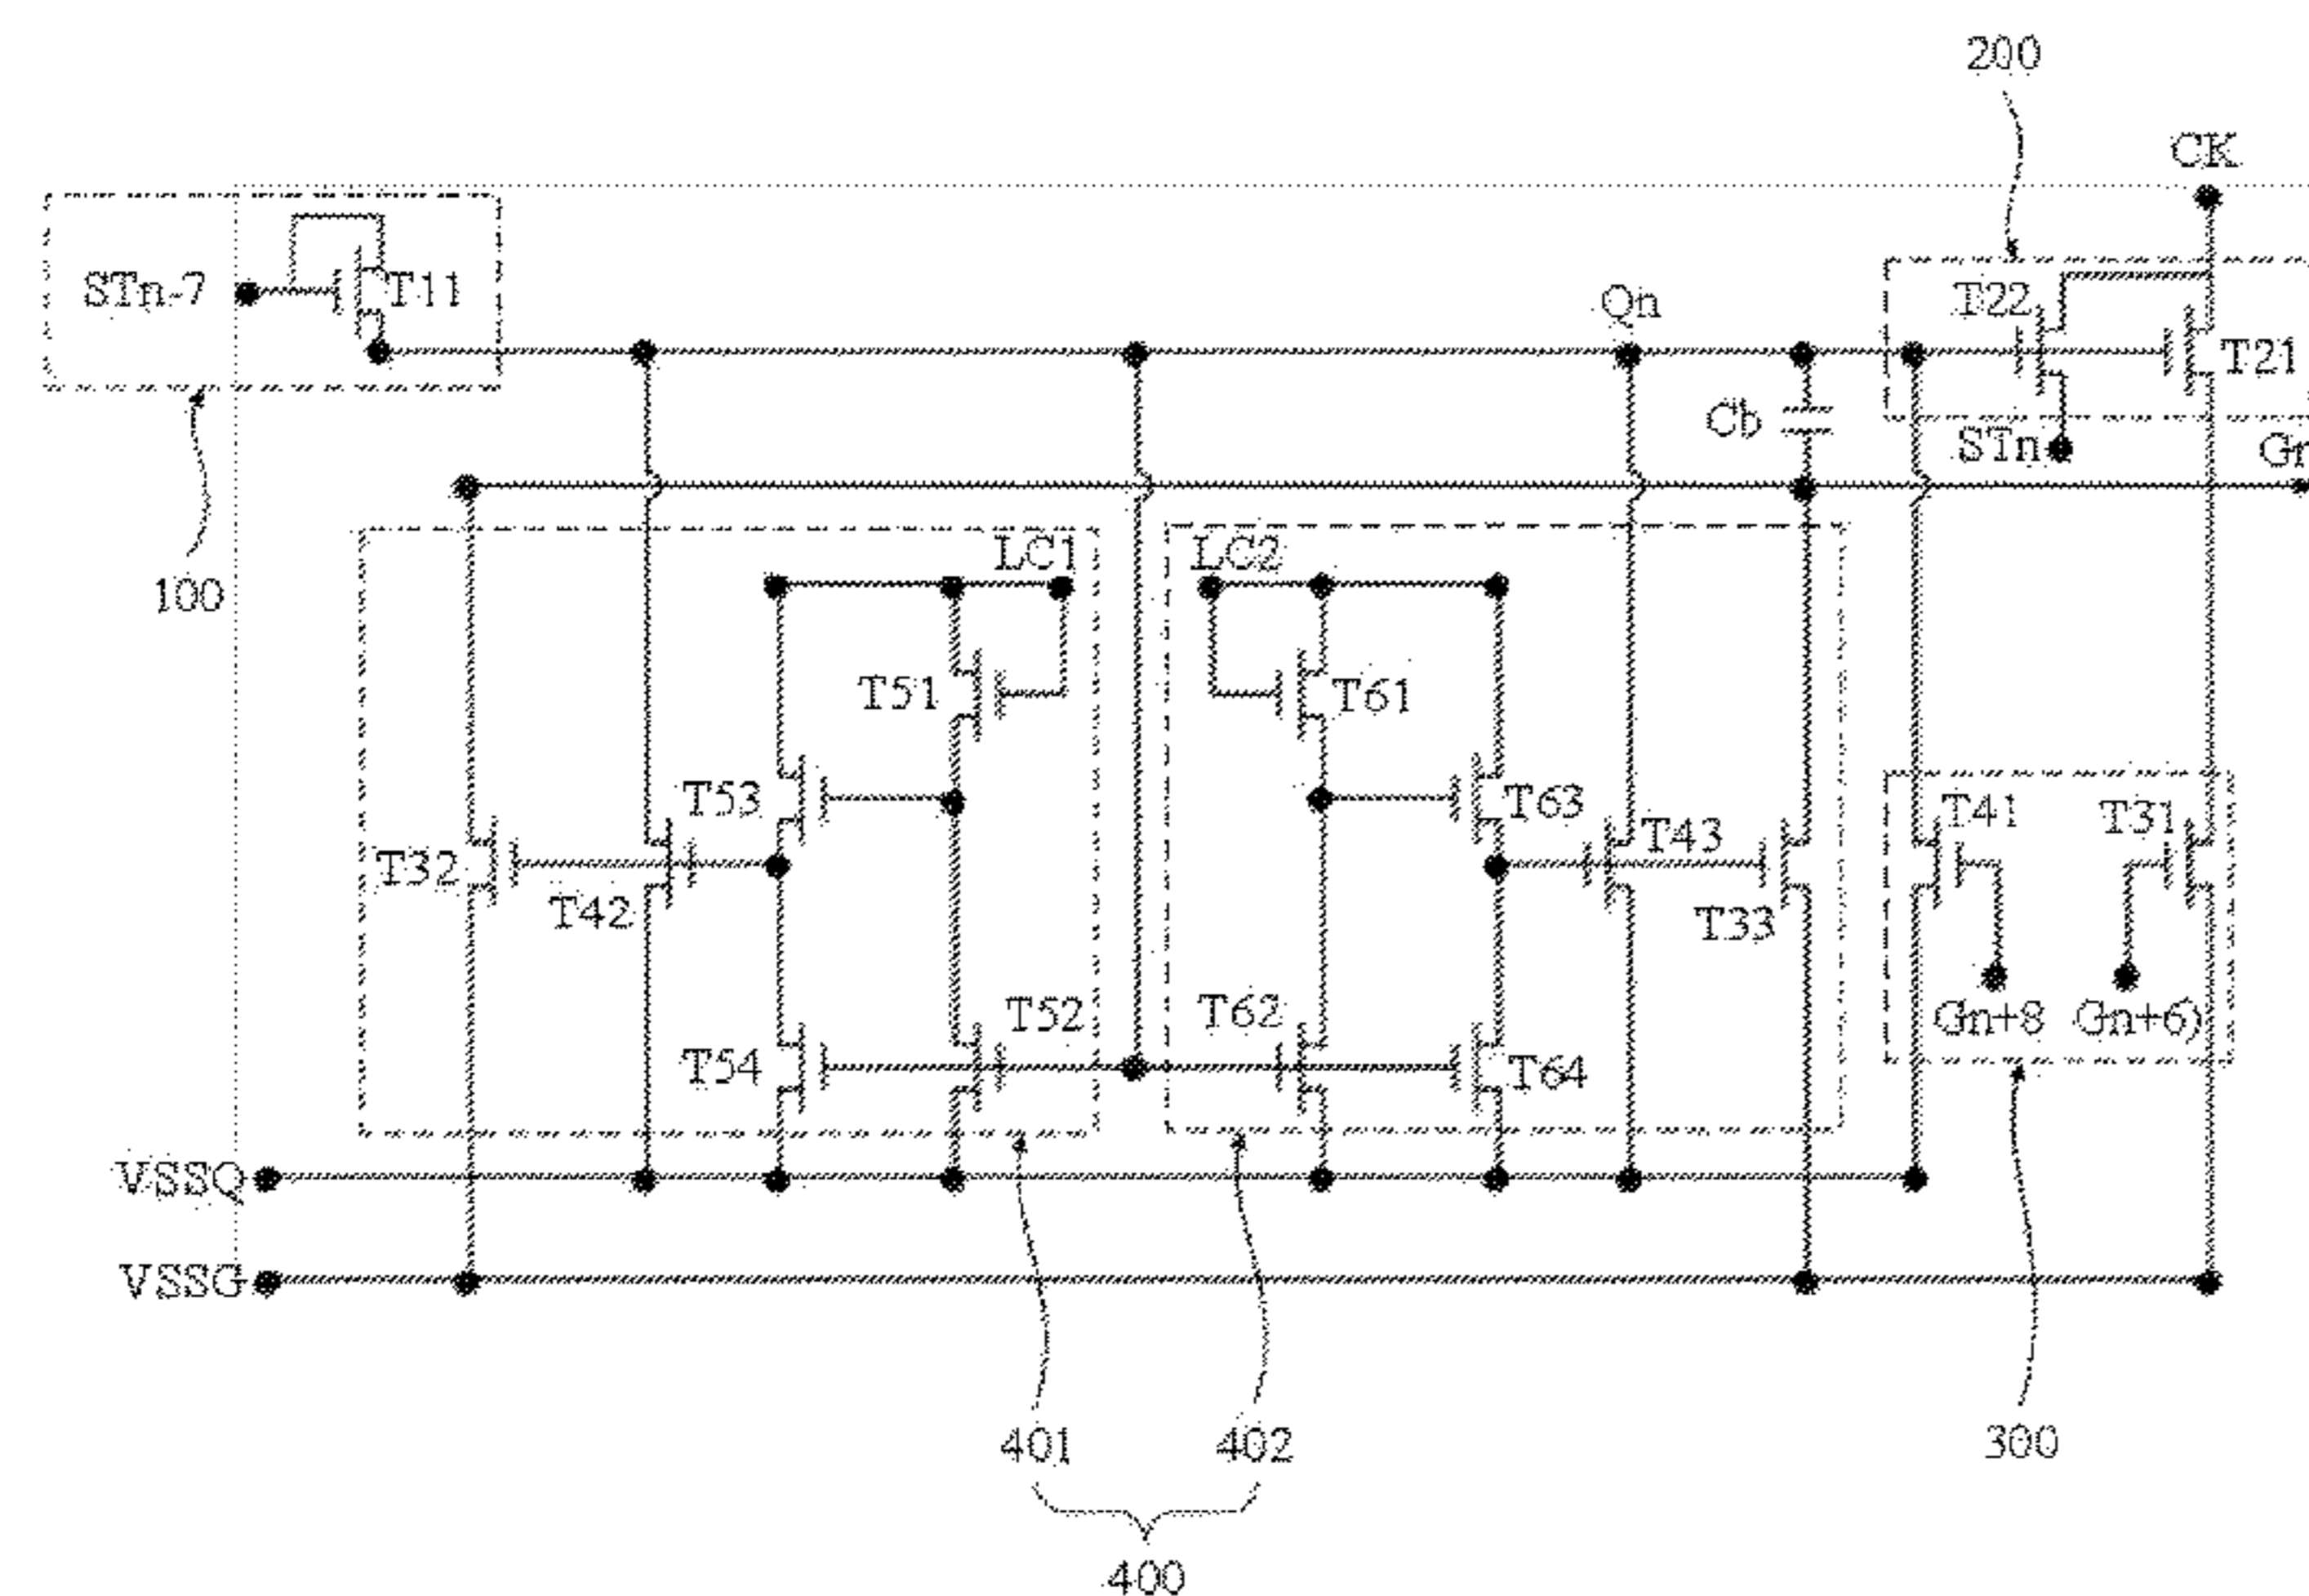 200
CK
STn-7
T11
T22
Qn
T21
Cb
STn
100
LC1
LC2
T51
T61
T53
T63
T41
T31
T43
T32
T42
T33
T52
T62
Gn+8
Gn+6)
T54
T64
VSSQ
VSSG
401
402
300
400